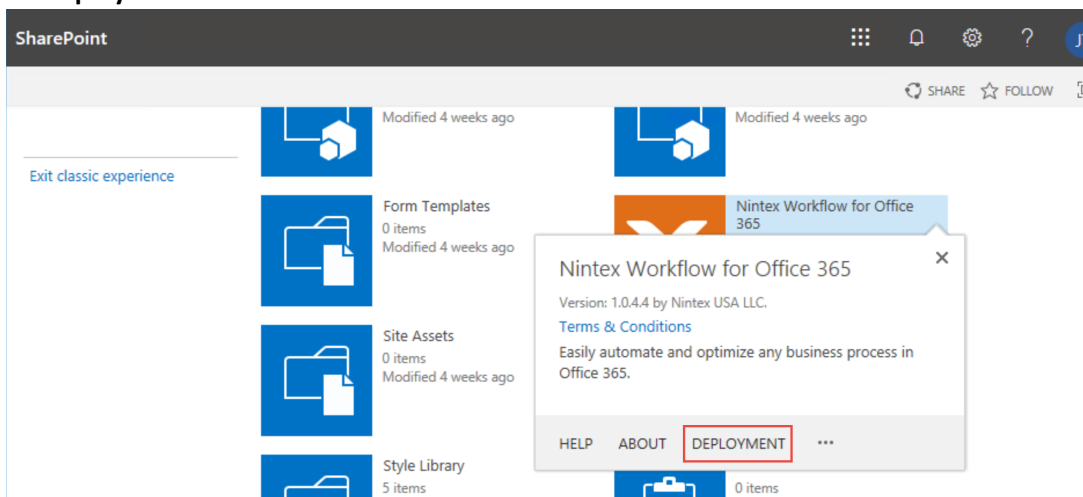 SharePoint
?
SHARE
FOLLOW
Modified 4 weeks ago
Modified 4 weeks ago
Exit classic experience
Form Templates
0 items
Modified 4 weeks ago
Nintex Workflow for Office
365
Nintex Workflow for Office 365
Version: 1.0.4.4 by Nintex USA LLC.
Terms & Conditions
Easily automate and optimize any business process in
Office 365.
HELP ABOUT DEPLOYMENT ...
Site Assets
0 items
Modified 4 weeks ago
Style Library
5 items
0 items